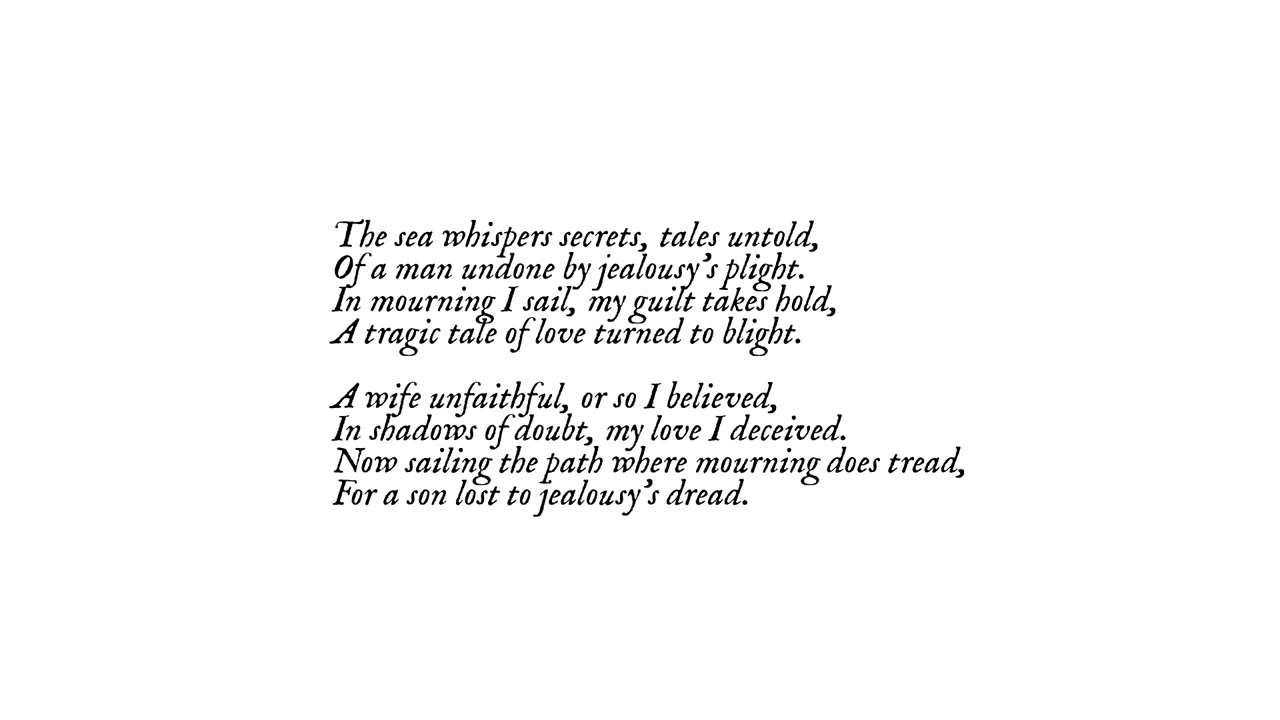 The sea whispers secrets, tales untold,
Of a man undone by jealousy's plight.
In mourning I sail, my guilt takes hold,
A tragic tale of love turned to blight.
A wife unfaithful, or so I believed,
In shadows of doubt, my love I deceived.
Now sailing the path where mourning does tread,
For a son lost to jealousy's dread.